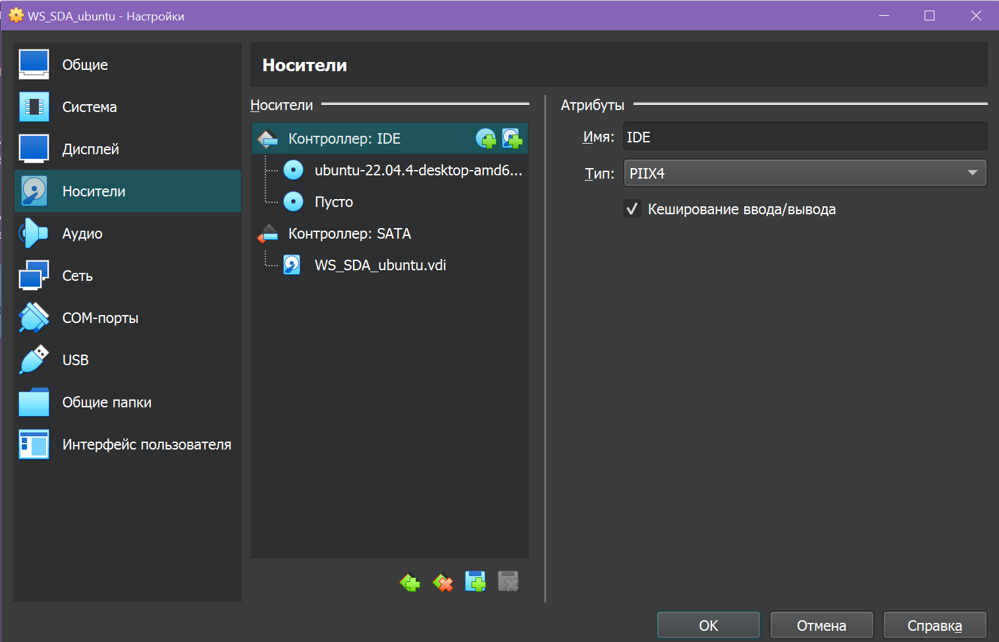 WS_SDA_ubuntu - Настройки
Общие
Система
Дисплей
Носители
Аудио
Сеть
COM-порты
USB
Общие папки
Интерфейс пользователя
Носители
Носители
Контроллер: IDE
ubuntu-22.04.4-desktop-amd6...
Пусто
Контроллер: SATA
WS_SDA_ubuntu.vdi
Атрибуты
Имя: IDE
Тип: PIIX4
Кеширование ввода/вывода
OK Отмена Справка